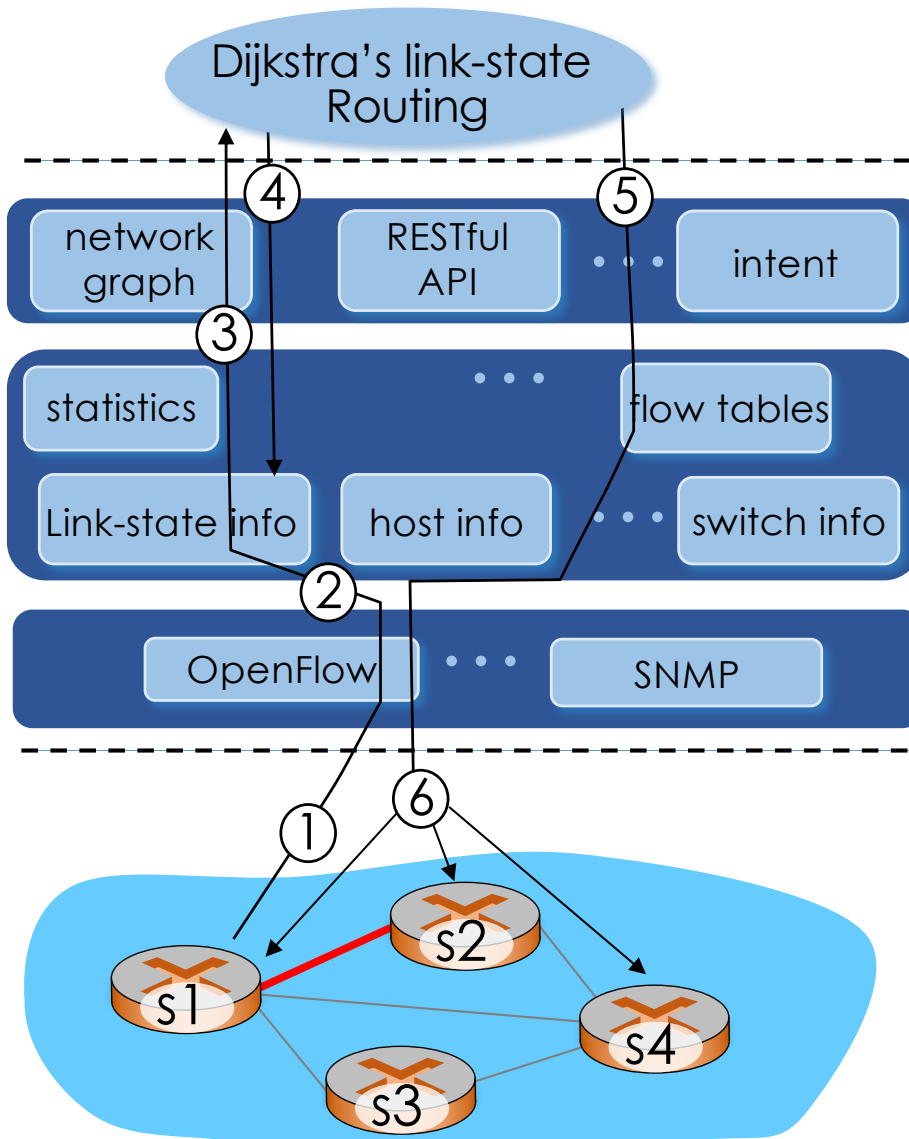 Dijkstra's link-state
Routing
4
5
network
graph
RESTful
API
intent
3
statistics
flow tables
Link-state info
host info
switch info
2
OpenFlow
SNMP
6
1
s2
s1
s4
s3